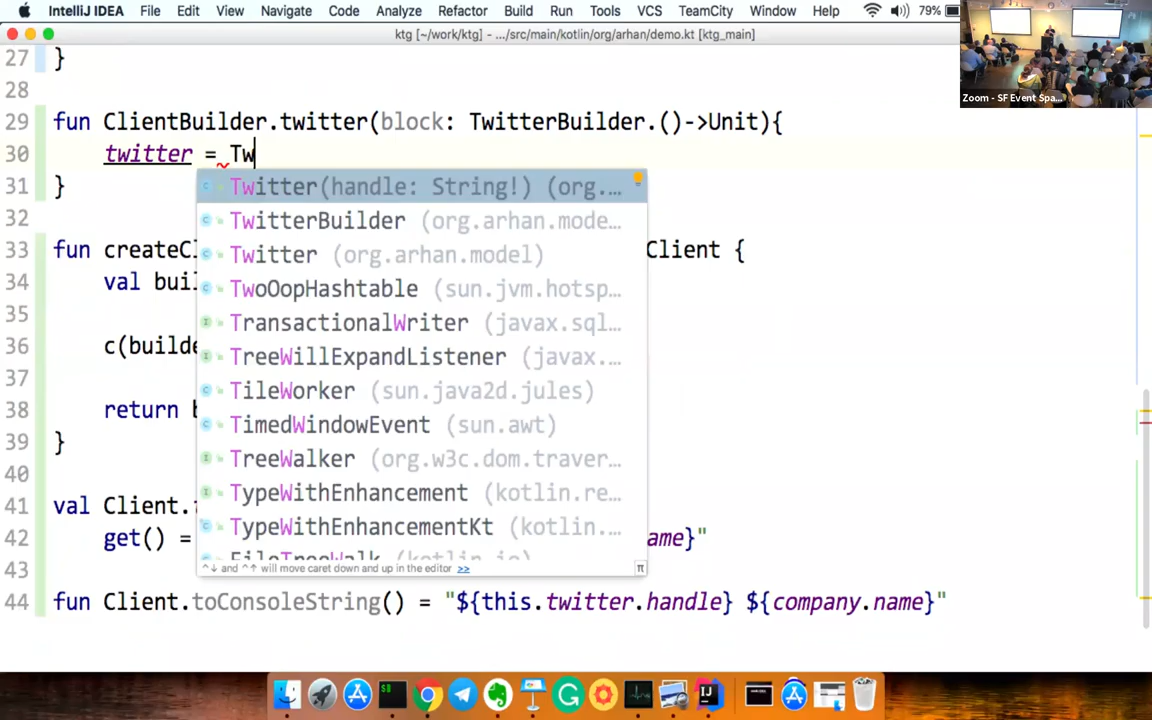 IntelliJ IDEA File Edit View Navigate Code Analyze Refactor Build Run Tools VCS TeamCity Window Help 79%
ktg [~/work/ktg] - .../src/main/kotlin/org/arhan/demo.kt [ktg_main]
Zoom - SF Event Spa...
27 }
28
29 fun ClientBuilder.twitter(block: TwitterBuilder.()->Unit){
30 twitter = Tw
31 }
Twitter(handle: String!) (org....
TwitterBuilder (org.arhan.mode...
Twitter (org.arhan.model)
TwoOopHashtable (sun.jvm.hotsp...
TransactionalWriter (javax.sql...
TreeWillExpandListener (javax....
TileWorker (sun.java2d.jules)
TimedWindowEvent (sun.awt)
TreeWalker (org.w3c.dom.traver...
TypeWithEnhancement (kotlin.re...
TypeWithEnhancementKt (kotlin....
FileTreeWalk (kotlin.io)
^↓ and ^↑ will move caret down and up in the editor >> π
32
33 fun createCl Client {
34 val buil
35
36 c(builde
37
38 return b
39 }
40
41 val Client.
42 get() = ame}"
43
44 fun Client.toConsoleString() = "${this.twitter.handle} ${company.name}"